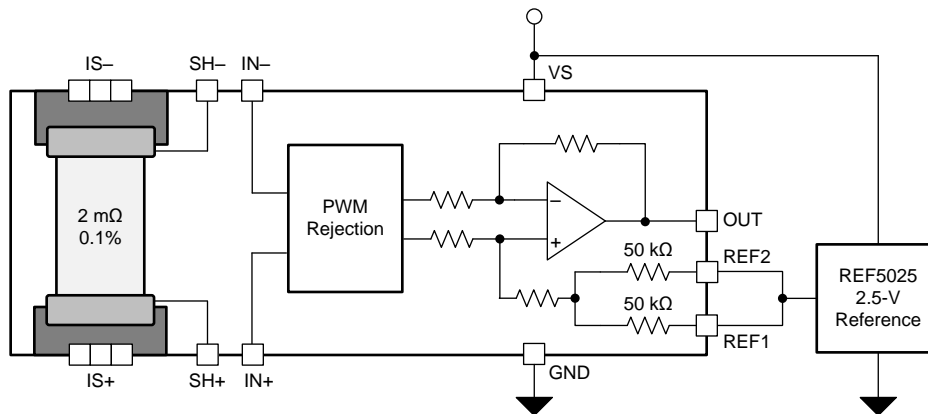 IS–
SH–
IN–
VS
2 mΩ
0.1%
PWM
Rejection
–
+
OUT
50 kΩ
REF2
50 kΩ
REF1
REF5025
2.5-V
Reference
IS+
SH+
IN+
GND